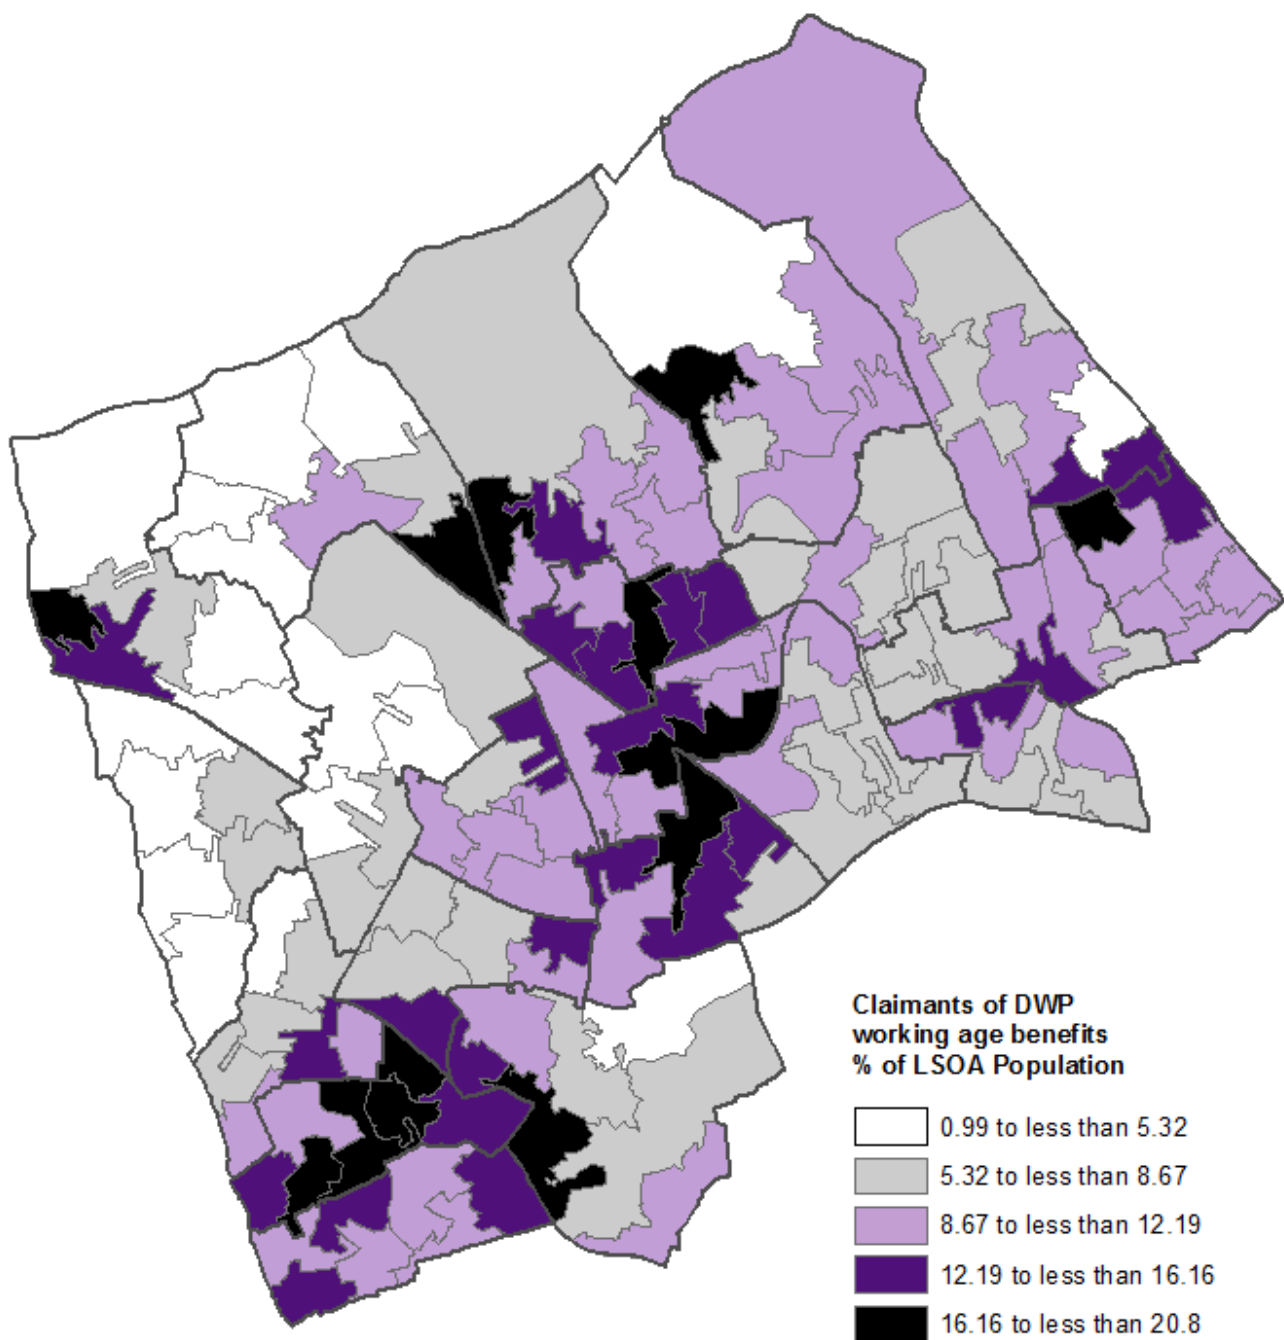 Claimants of DWP
working age benefits
% of LSOA Population
0.99 to less than 5.32
5.32 to less than 8.67
8.67 to less than 12.19
12.19 to less than 16.16
16.16 to less than 20.8